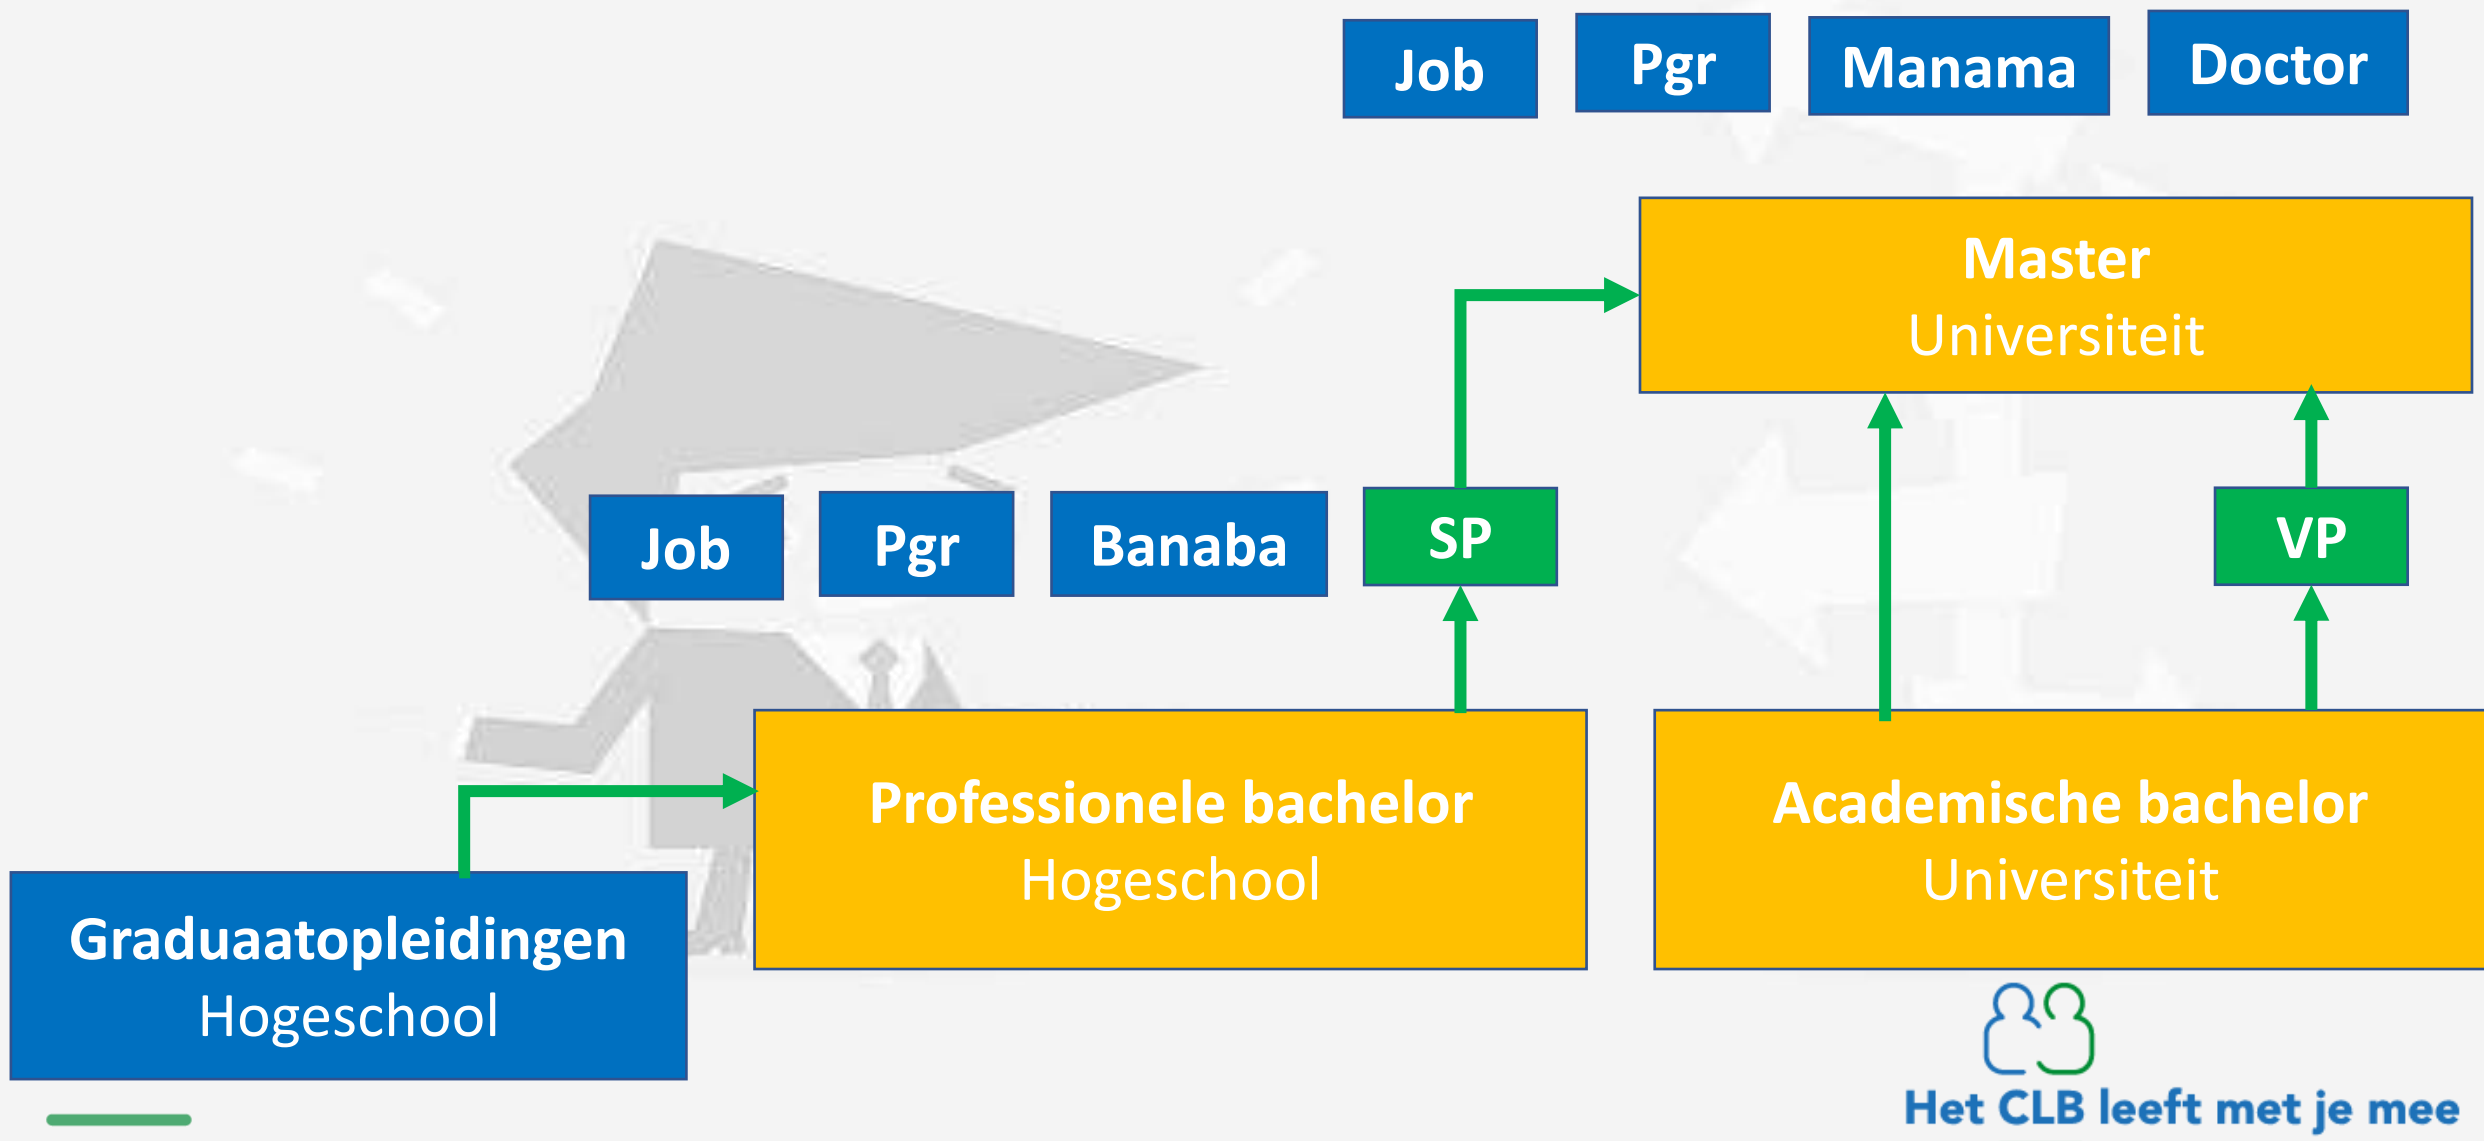 Job
Pgr
Manama
Doctor
Master
Universiteit
Job
Pgr
Banaba
SP
VP
Professionele bachelor
Hogeschool
Academische bachelor
Universiteit
Graduaatopleidingen
Hogeschool
Het CLB leeft met je mee